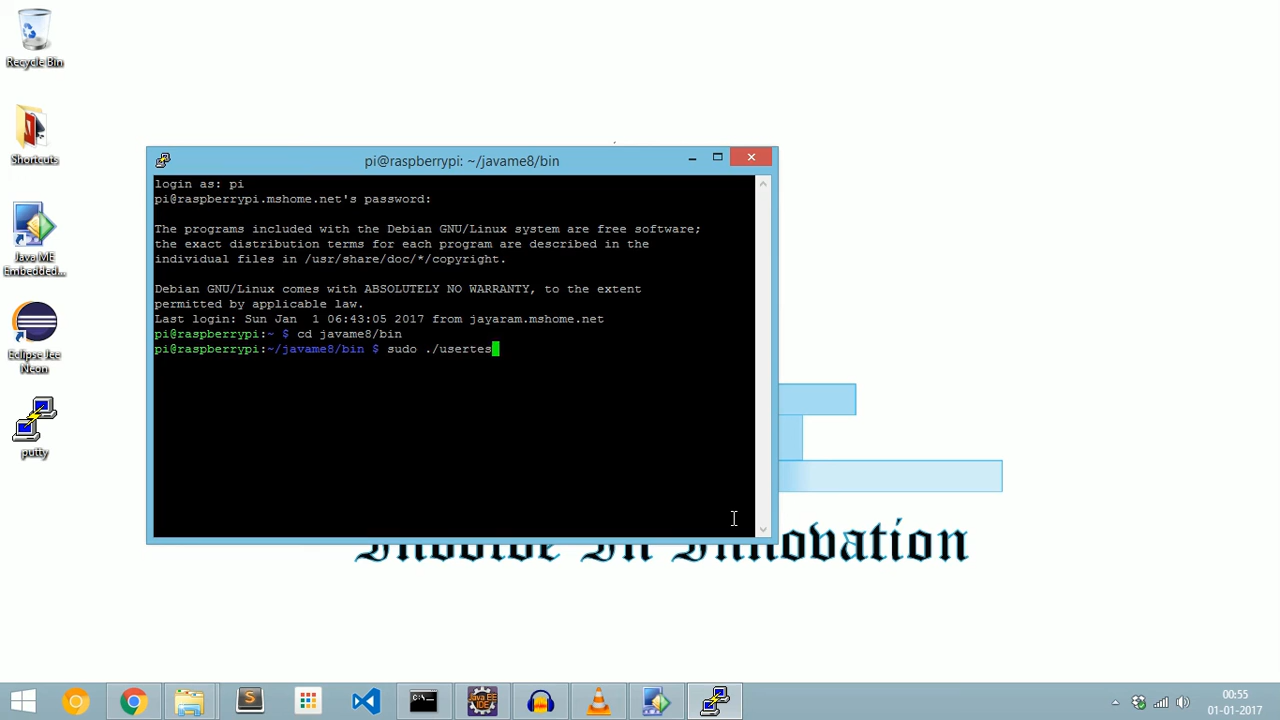 Recycle Bin
Shortcuts
Java ME
Embedded...
Eclipse Jee
Neon
putty
pi@raspberrypi: ~/javame8/bin
login as: pi
pi@raspberrypi.mshome.net's password:
The programs included with the Debian GNU/Linux system are free software;
the exact distribution terms for each program are described in the
individual files in /usr/share/doc/*/copyright.
Debian GNU/Linux comes with ABSOLUTELY NO WARRANTY, to the extent
permitted by applicable law.
Last login: Sun Jan  1 06:43:05 2017 from jayaram.mshome.net
pi@raspberrypi:~ $ cd javame8/bin
pi@raspberrypi:~/javame8/bin $ sudo ./usertes
Innovation
S
C:\
Java EE
IDE
00:55
01-01-2017